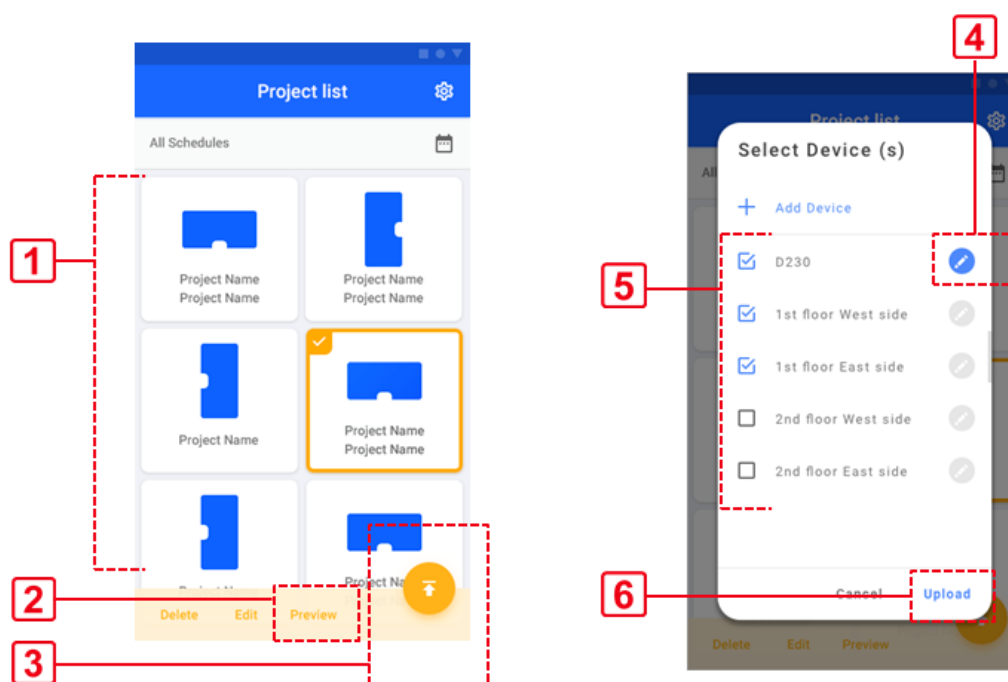 Project list
All Schedules
1
Project Name
Project Name
Project Name
Project Name
Project Name
Project Name
Project Name
2
Delete Edit Preview
3
4
Project list
All
Select Device (s)
Add Device
5
D230
1st floor West side
1st floor East side
2nd floor West side
2nd floor East side
6
Cancel Upload
Delete Edit Preview